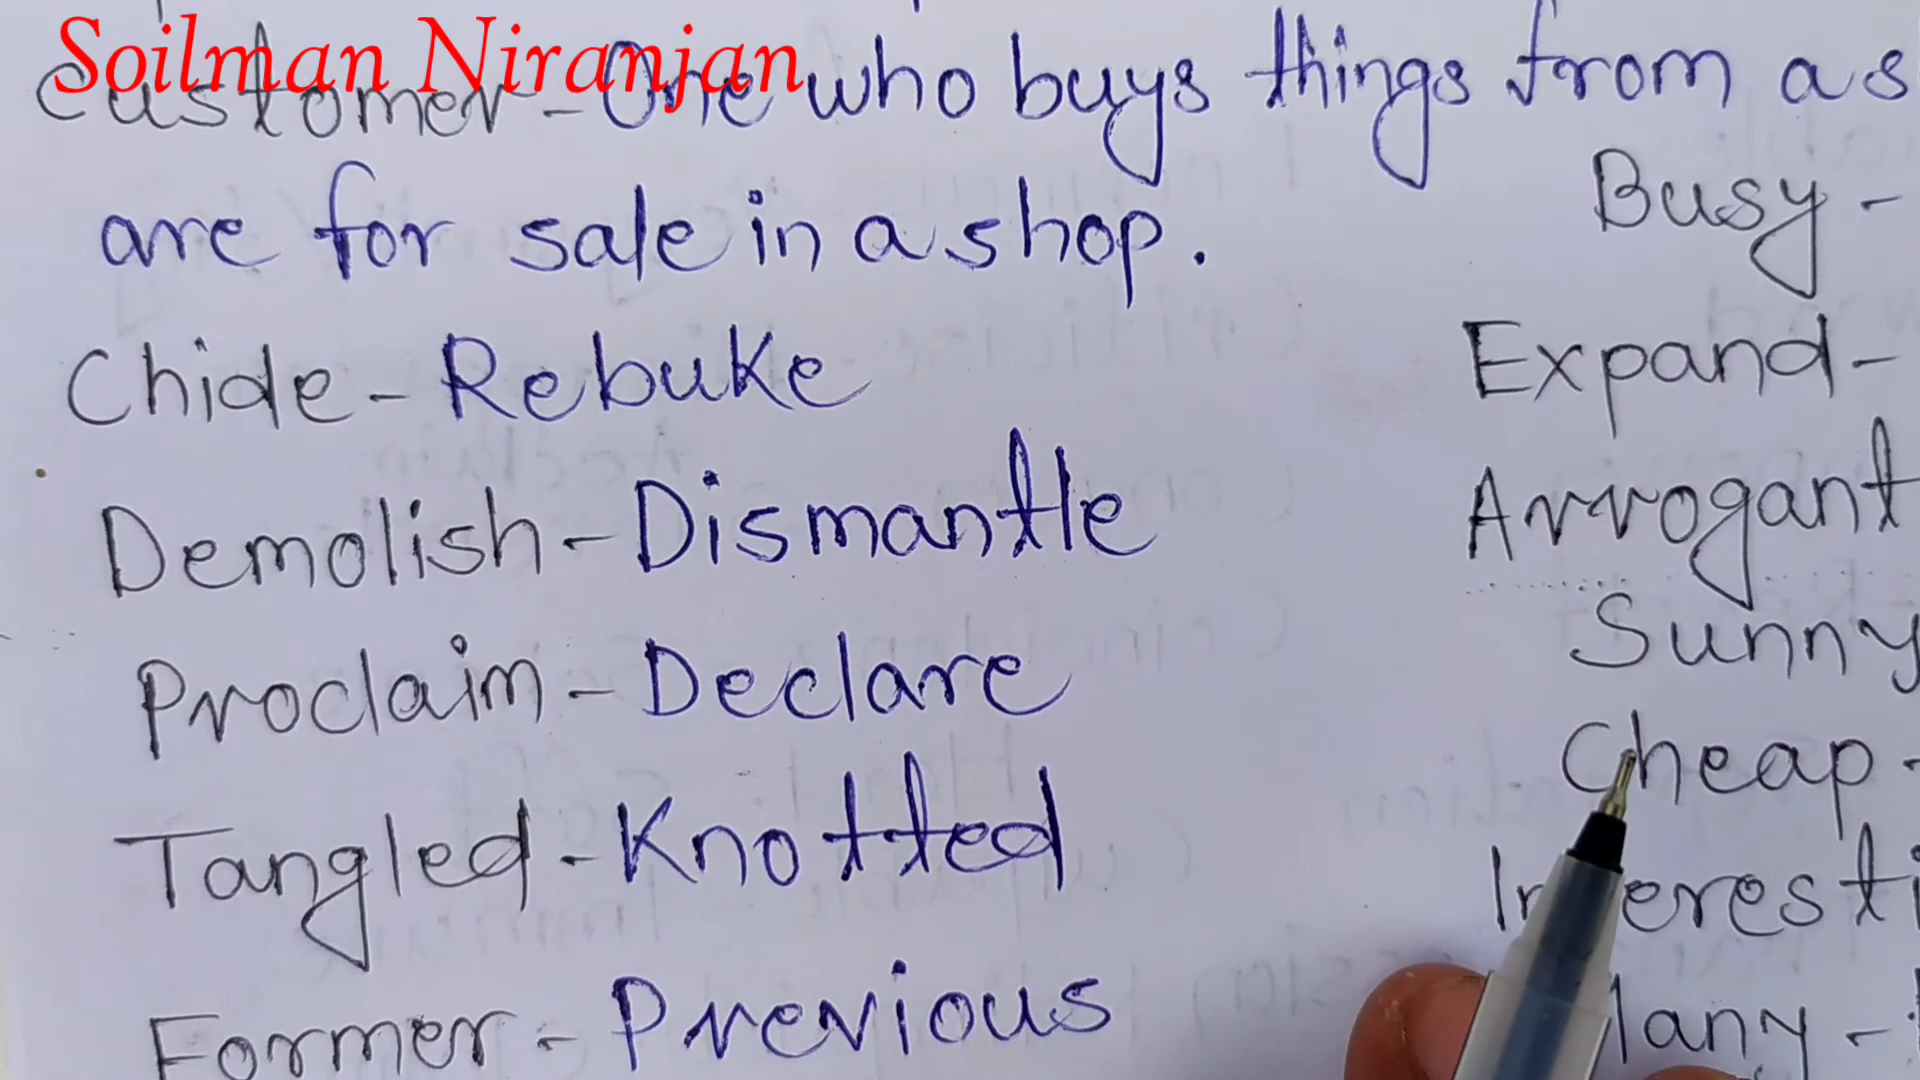 Soilman Niranjan
Customer - One who buys things from a s
are for sale in a shop.
Chide - Rebuke
Demolish - Dismantle
Proclaim - Declare
Tangled - Knotted
Former - Previous
Busy -
Expand -
Arrogant
Sunny
Cheap -